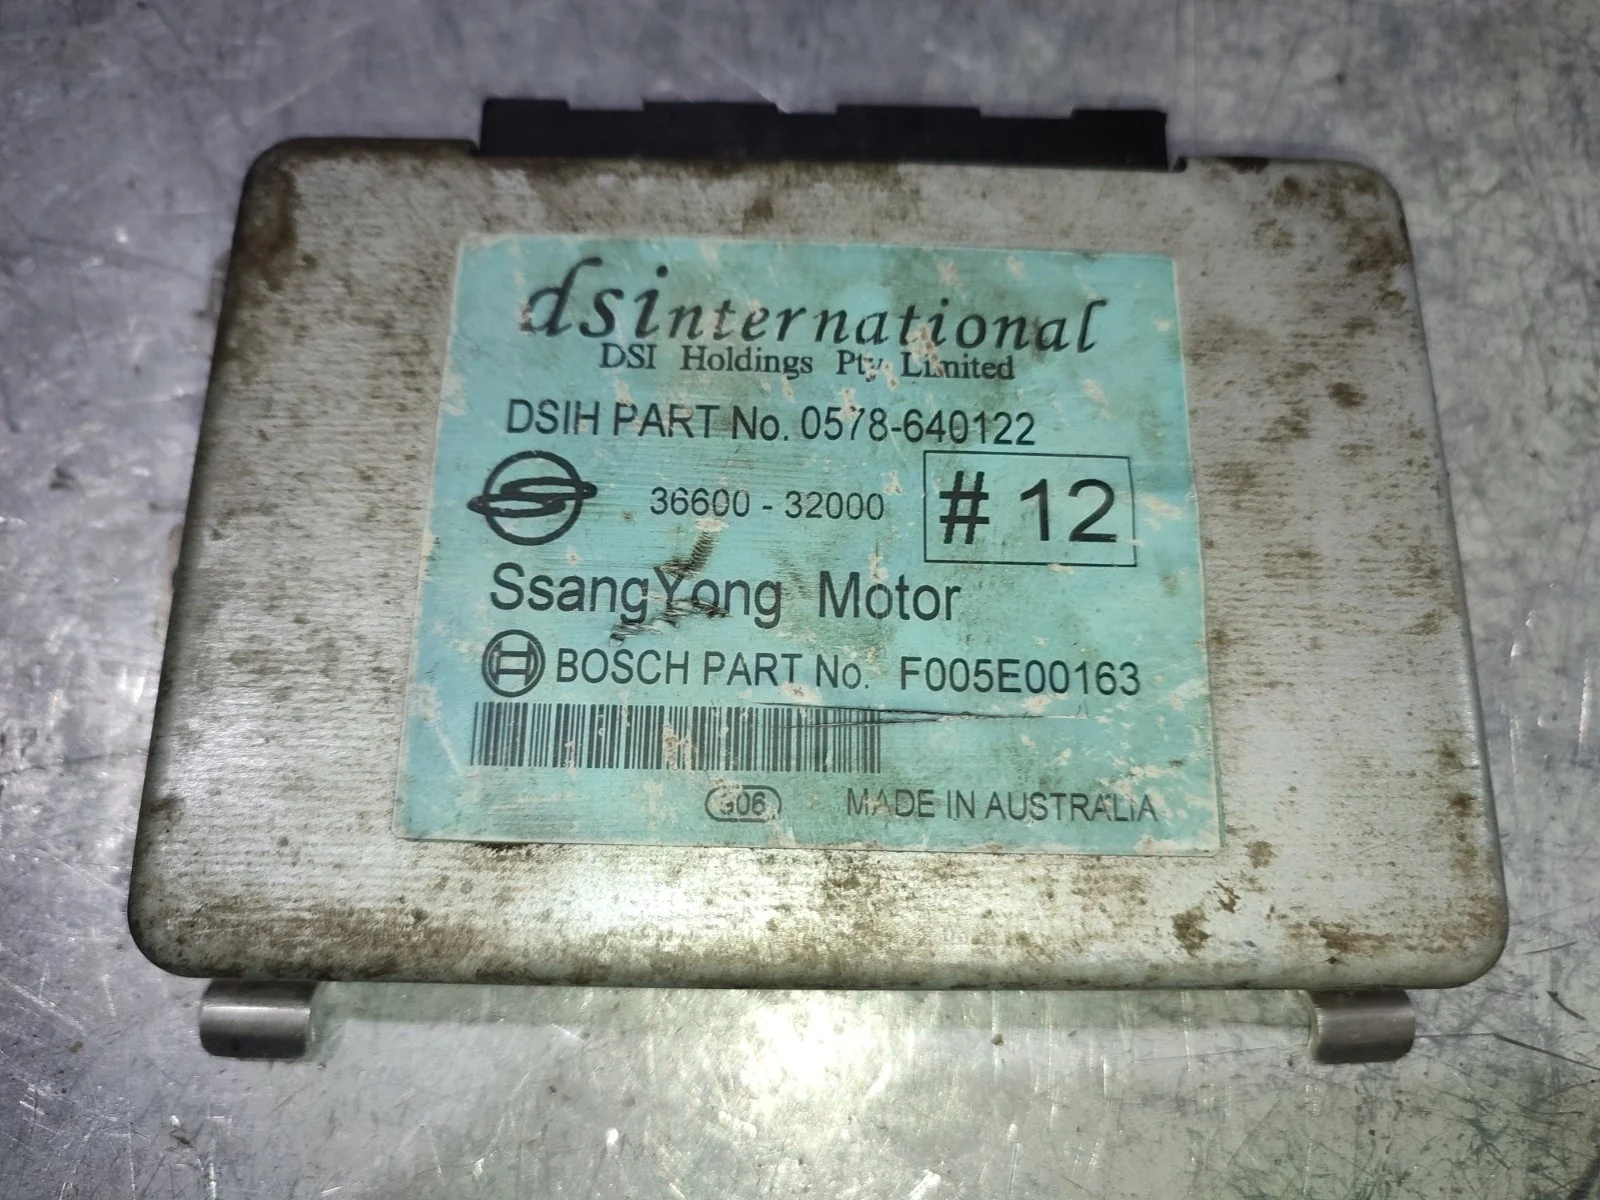 dsinternational
DSI Holdings Pty Limited
DSIH PART No. 0578-640122
36600 - 32000
# 12
SsangYong Motor
BOSCH PART No. F005E00163
G06 MADE IN AUSTRALIA